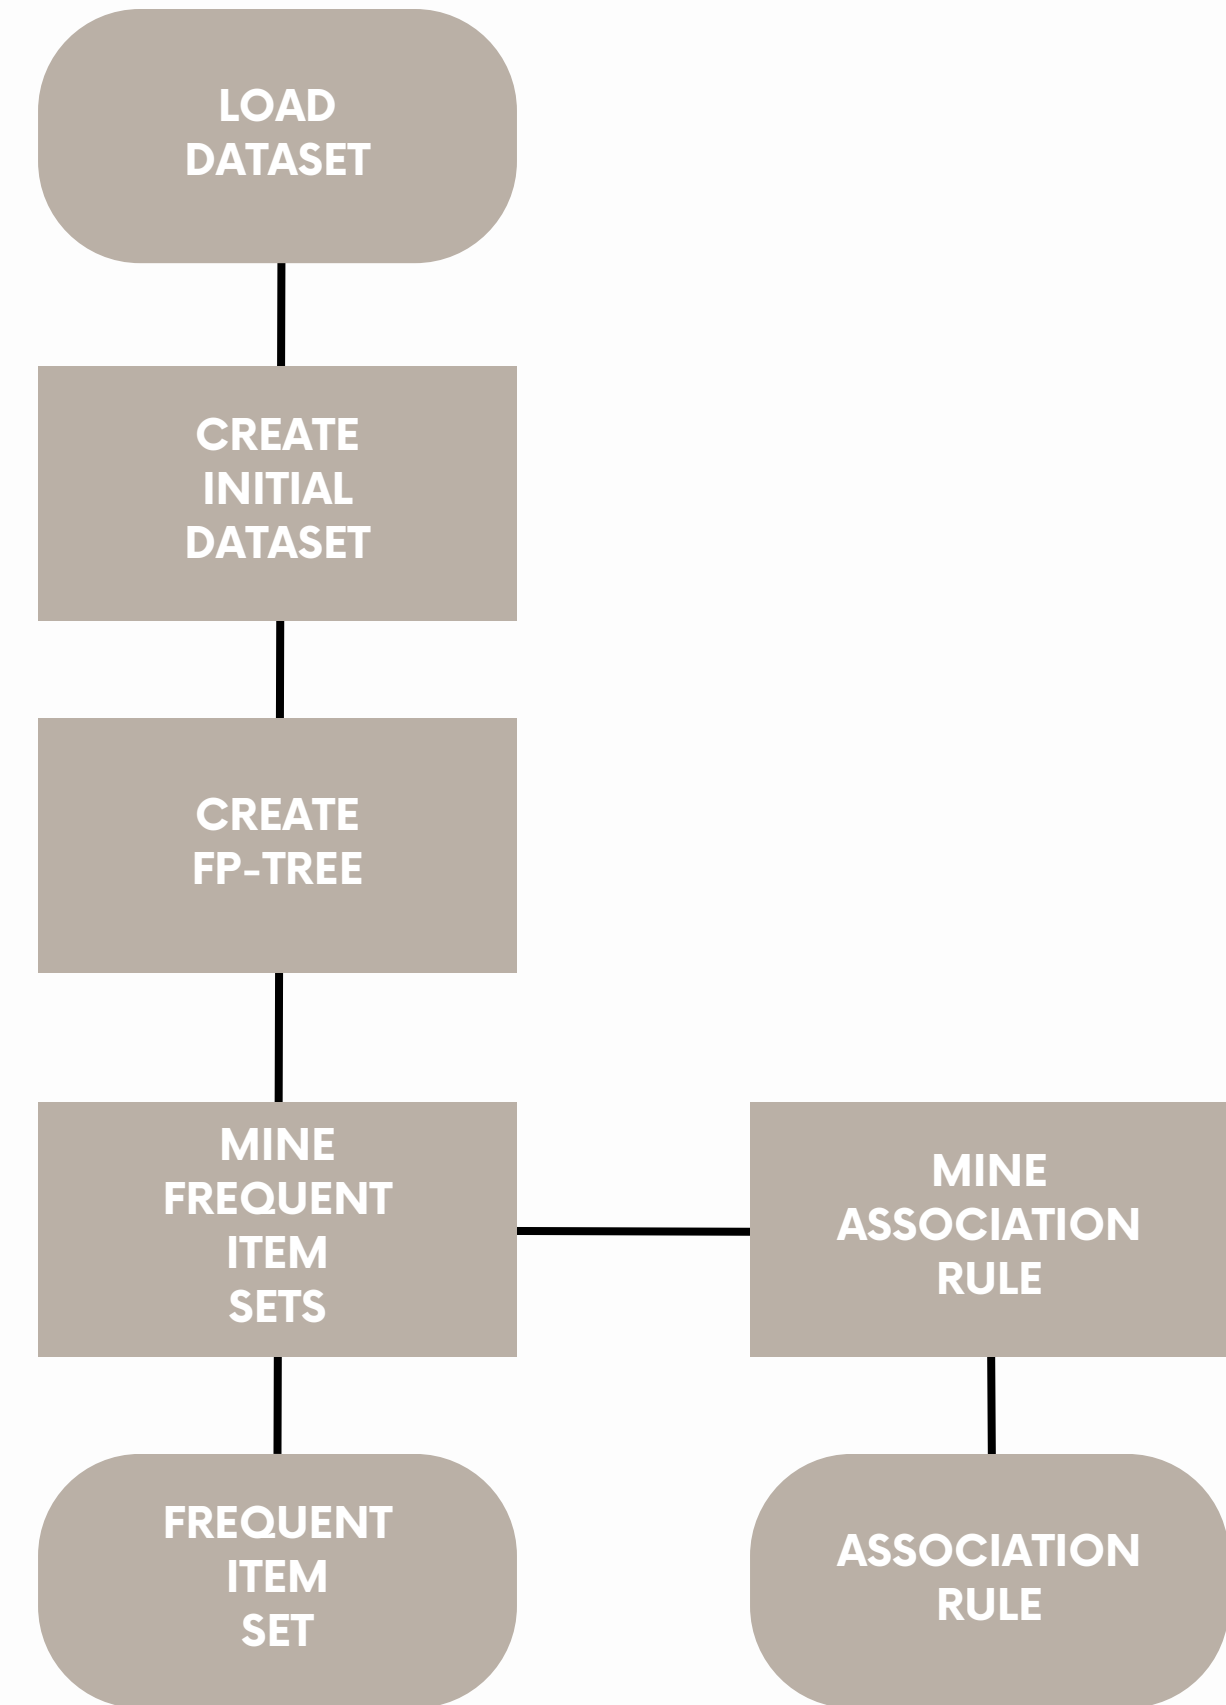 LOAD
DATASET
CREATE
INITIAL
DATASET
CREATE
FP-TREE
MINE
FREQUENT
ITEM
SETS
MINE
ASSOCIATION
RULE
FREQUENT
ITEM
SET
ASSOCIATION
RULE